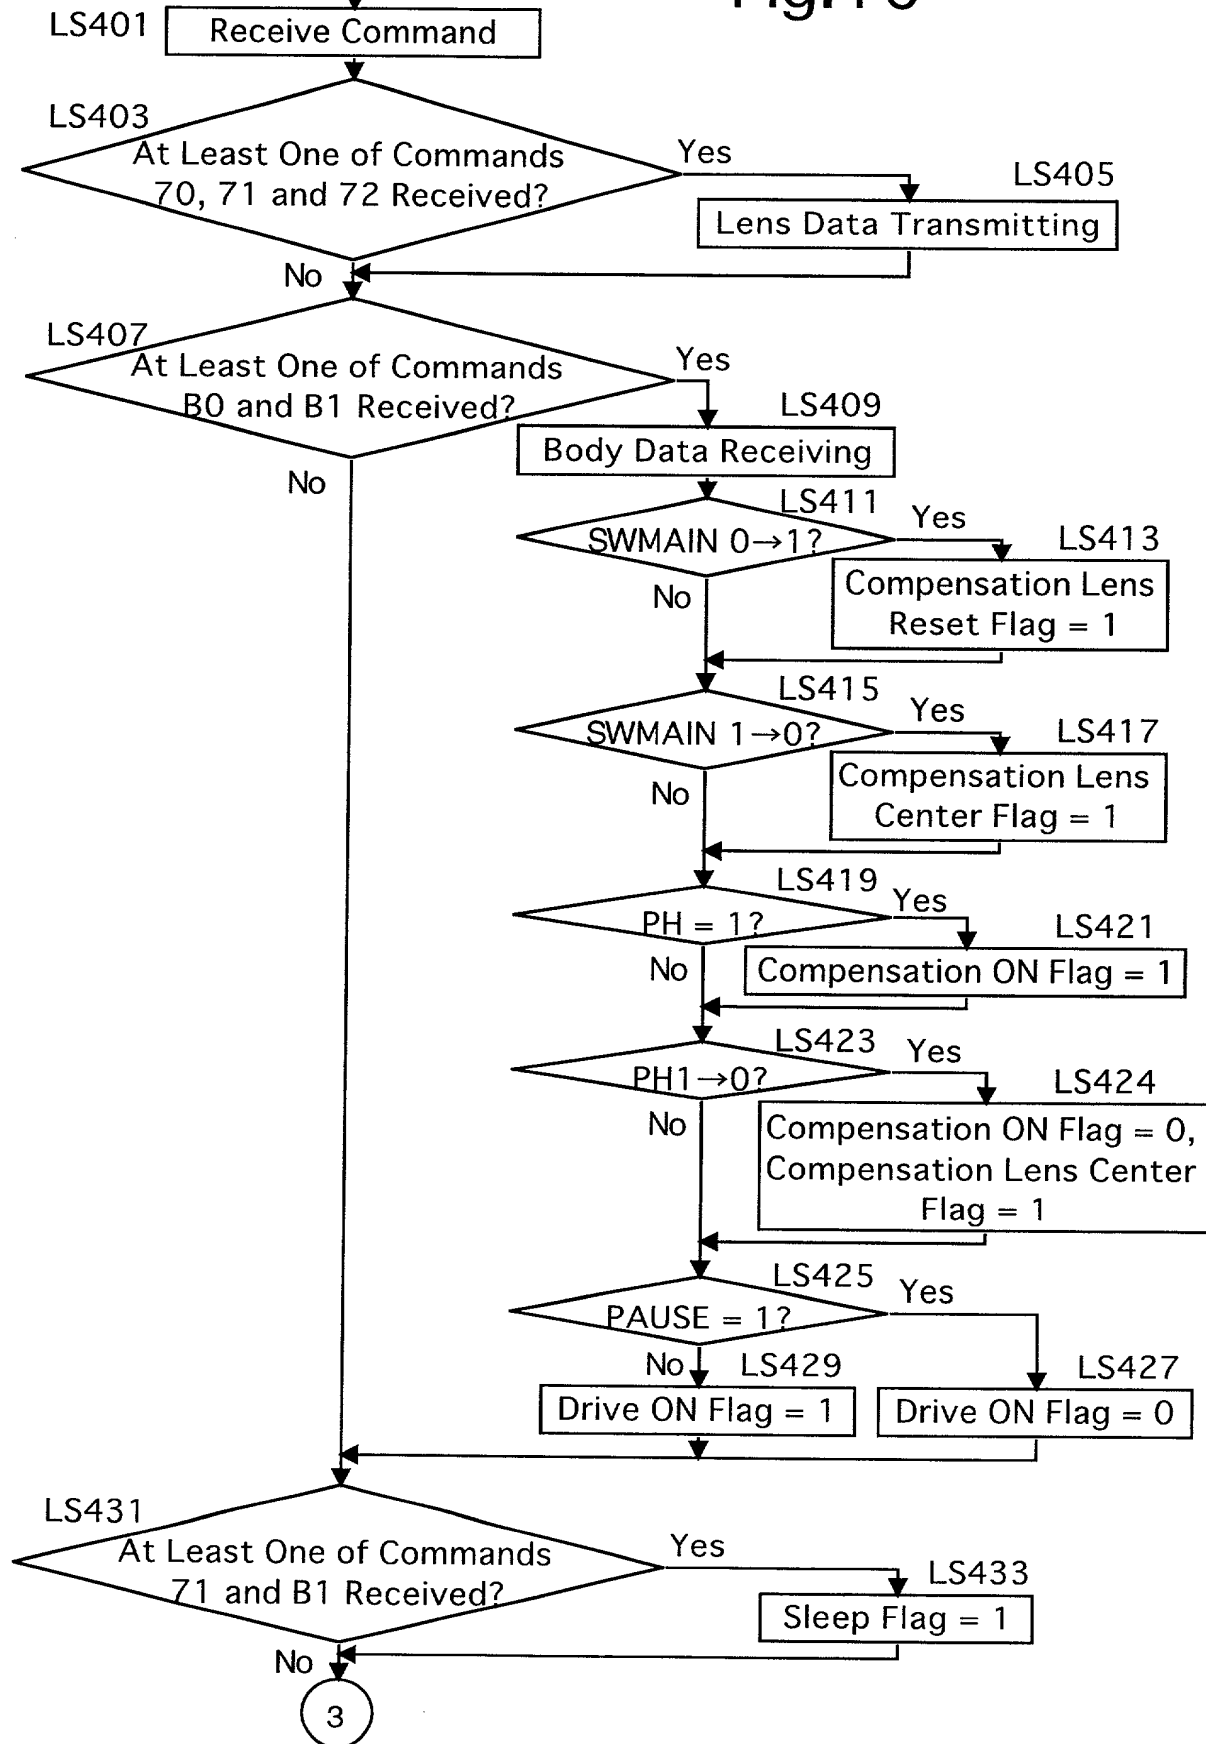 LS401
Receive Command
LS403
At Least One of Commands
70, 71 and 72 Received?
Yes
LS405
Lens Data Transmitting
No
LS407
At Least One of Commands
B0 and B1 Received?
Yes
LS409
Body Data Receiving
No
LS411
SWMAIN 0→1?
Yes
LS413
Compensation Lens
Reset Flag = 1
No
LS415
SWMAIN 1→0?
Yes
LS417
Compensation Lens
Center Flag = 1
No
LS419
PH = 1?
Yes
LS421
Compensation ON Flag = 1
No
LS423
PH1→0?
Yes
LS424
Compensation ON Flag = 0,
Compensation Lens Center
Flag = 1
No
LS425
PAUSE = 1?
Yes
No
LS429
Drive ON Flag = 1
LS427
Drive ON Flag = 0
LS431
At Least One of Commands
71 and B1 Received?
Yes
LS433
Sleep Flag = 1
No
3